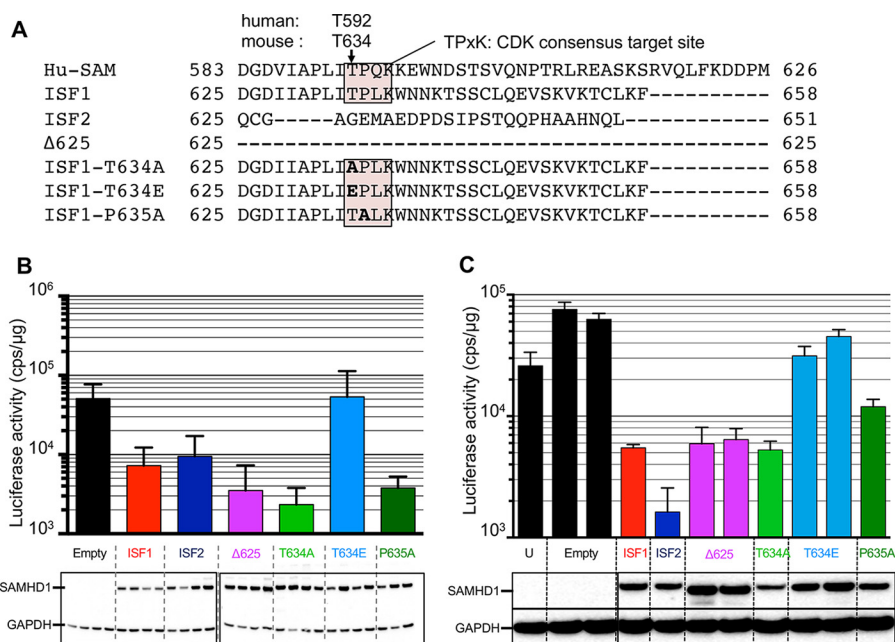 A
human: T592
mouse : T634
TPxK: CDK consensus target site
Hu-SAM 583 DGDVIAPLITPQKKEWNDSTSVQNPTRLREASKSRVQLFKDDPM 626
ISF1 625 DGDIIAPLITPLKWNNKTSSCLQEVSKVKTCLKF---------- 658
ISF2 625 QCG-----AGEMAEDPDSIPSTQQPHAAHNQL------------ 651
Δ625 625 -------------------------------------------- 625
ISF1-T634A 625 DGDIIAPLIAPLKWNNKTSSCLQEVSKVKTCLKF---------- 658
ISF1-T634E 625 DGDIIAPLIEPLKWNNKTSSCLQEVSKVKTCLKF---------- 658
ISF1-P635A 625 DGDIIAPLITALKWNNKTSSCLQEVSKVKTCLKF---------- 658
B
Luciferase activity (cps/µg)
10⁶
10⁵
10⁴
10³
Empty ISF1 ISF2 Δ625 T634A T634E P635A
SAMHD1
GAPDH
C
Luciferase activity (cps/µg)
10⁵
10⁴
10³
U Empty ISF1 ISF2 Δ625 T634A T634E P635A
SAMHD1
GAPDH